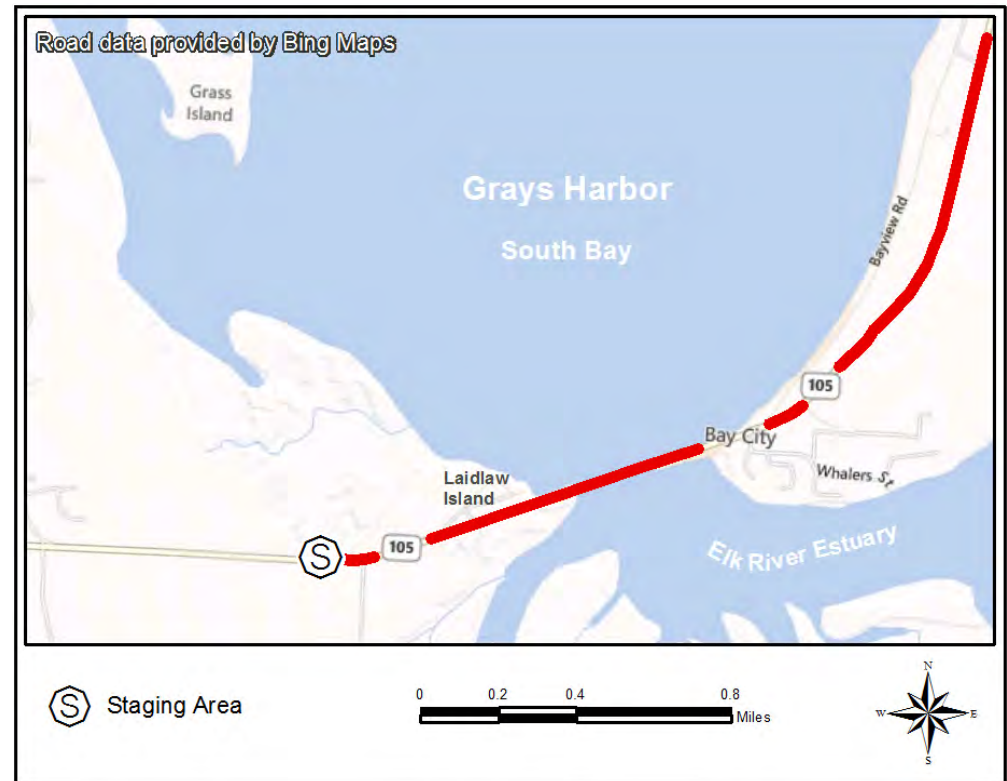 Road data provided by Bing Maps
Grass
Island
Grays Harbor
South Bay
Bayview Rd
105
Bay City
Whalers St
Laidlaw
Island
105
S
Elk River Estuary
S Staging Area
0 0.2 0.4 0.8
Miles
N
W E
S